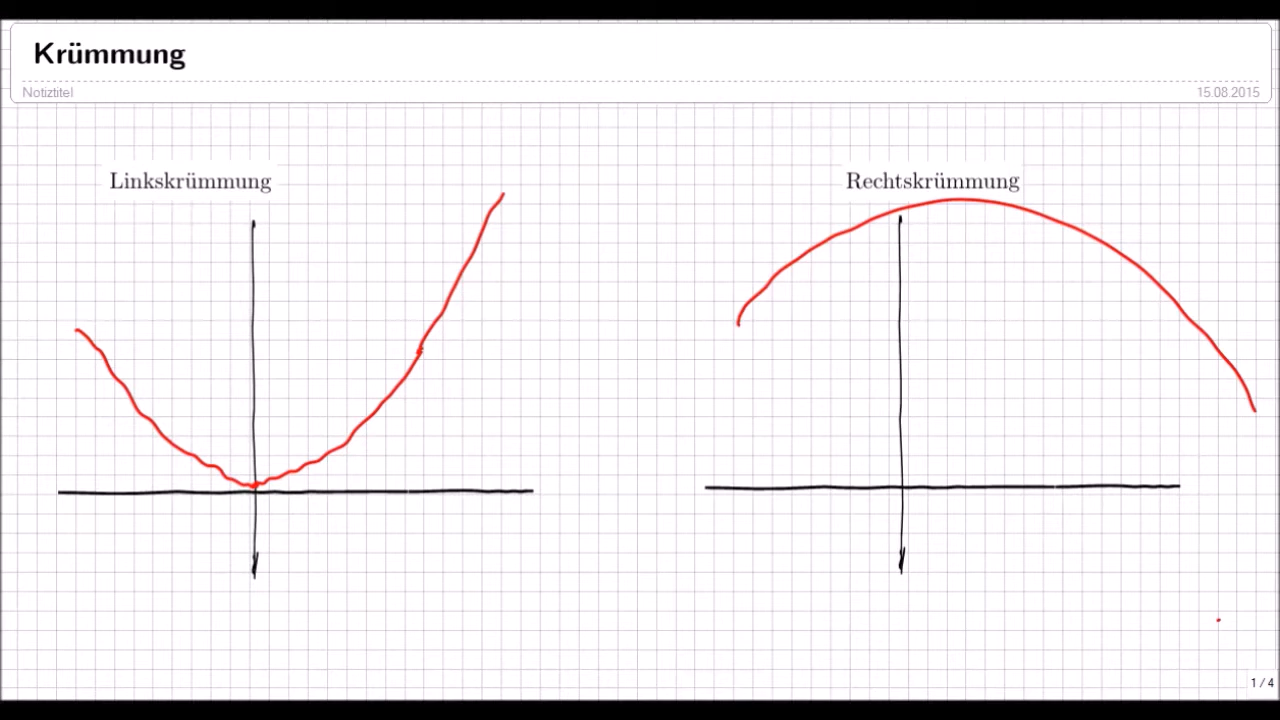 Krümmung
Notiztitel
15.08.2015
Linkskrümmung
Rechtskrümmung
1 / 4